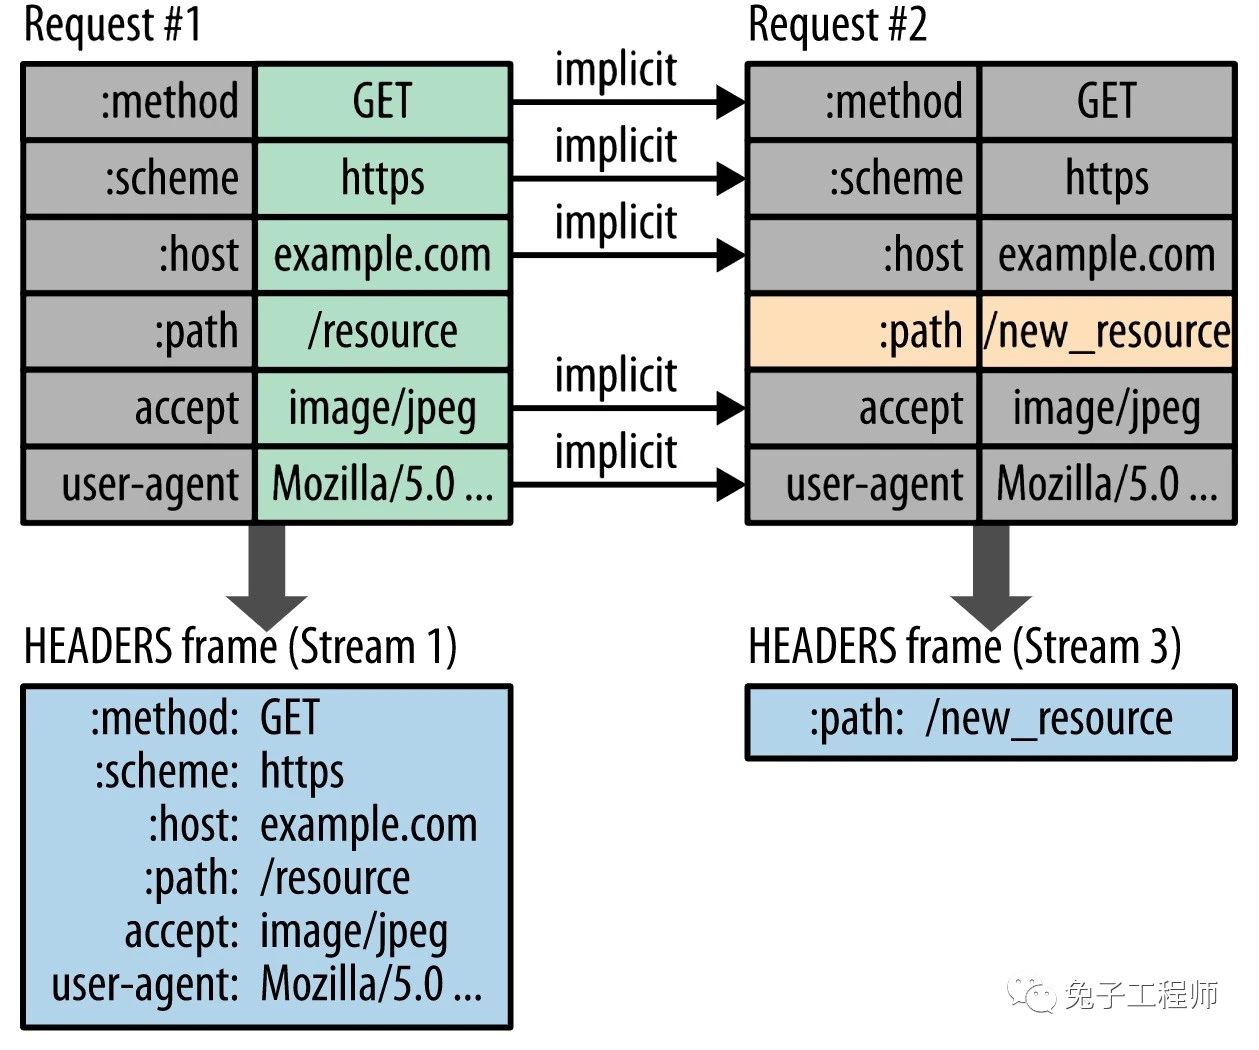 Request #1
:method GET
:scheme https
:host example.com
:path /resource
accept image/jpeg
user-agent Mozilla/5.0 ...
implicit
implicit
implicit
implicit
implicit
Request #2
:method GET
:scheme https
:host example.com
:path /new_resource
accept image/jpeg
user-agent Mozilla/5.0 ...
HEADERS frame (Stream 1)
:method: GET
:scheme: https
:host: example.com
:path: /resource
accept: image/jpeg
user-agent: Mozilla/5.0 ...
HEADERS frame (Stream 3)
:path: /new_resource
兔子工程师